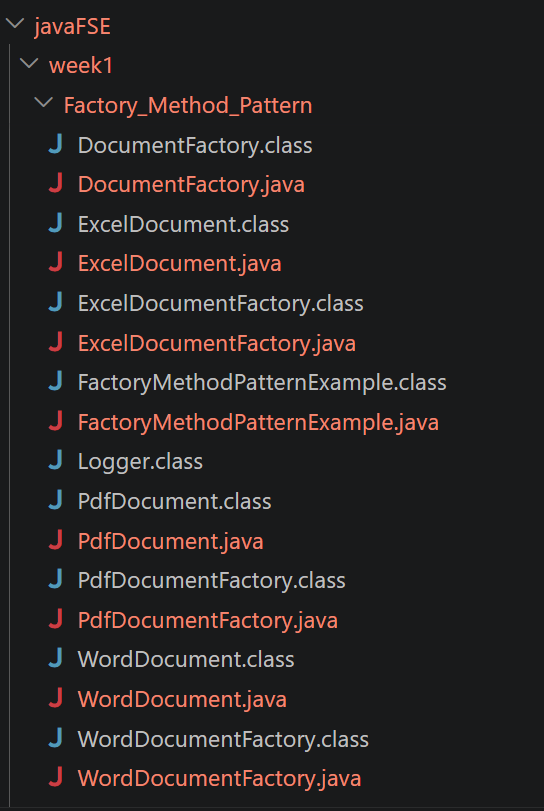 javaFSE
week1
Factory_Method_Pattern
DocumentFactory.class
DocumentFactory.java
ExcelDocument.class
ExcelDocument.java
ExcelDocumentFactory.class
ExcelDocumentFactory.java
FactoryMethodPatternExample.class
FactoryMethodPatternExample.java
Logger.class
PdfDocument.class
PdfDocument.java
PdfDocumentFactory.class
PdfDocumentFactory.java
WordDocument.class
WordDocument.java
WordDocumentFactory.class
WordDocumentFactory.java